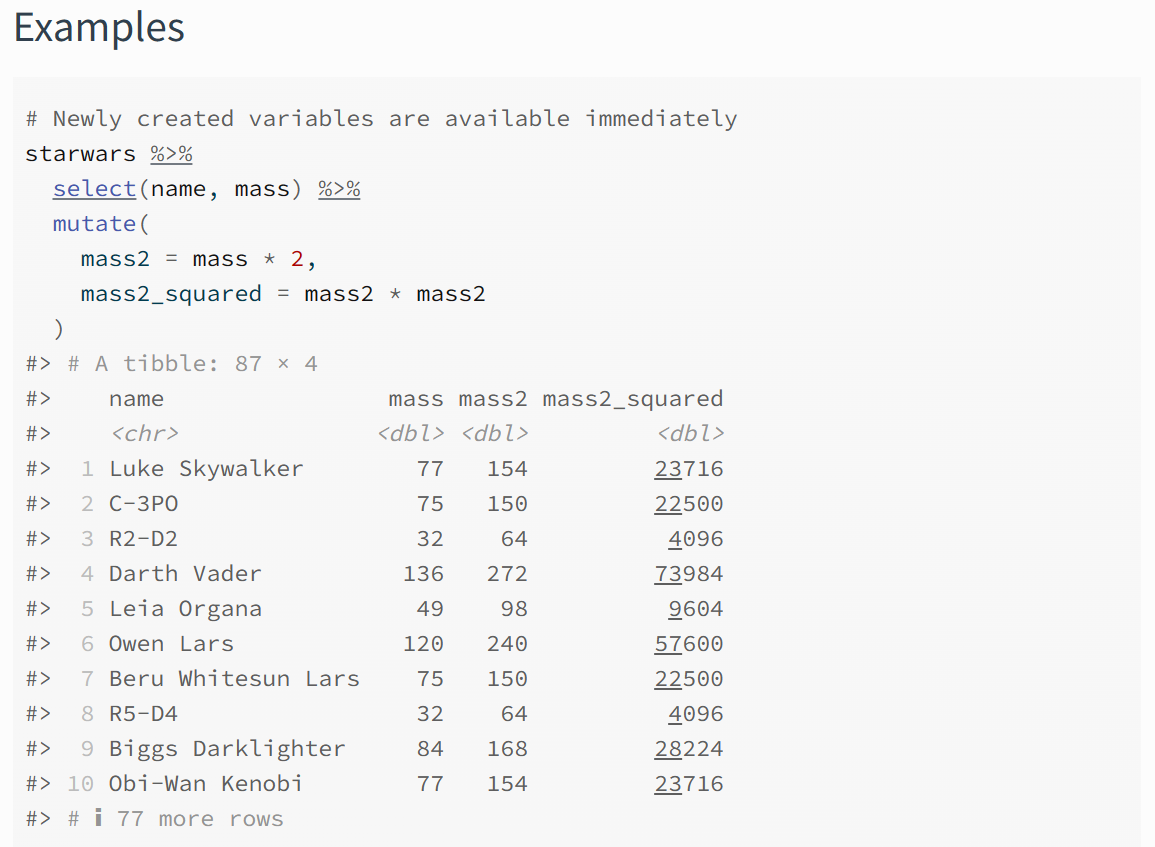 Examples
# Newly created variables are available immediately
starwars %>%
  select(name, mass) %>%
  mutate(
    mass2 = mass * 2,
    mass2_squared = mass2 * mass2
  )
#> # A tibble: 87 × 4
#>    name                mass mass2 mass2_squared
#>    <chr>              <dbl> <dbl>         <dbl>
#>  1 Luke Skywalker        77   154         23716
#>  2 C-3PO                 75   150         22500
#>  3 R2-D2                 32    64          4096
#>  4 Darth Vader          136   272         73984
#>  5 Leia Organa           49    98          9604
#>  6 Owen Lars            120   240         57600
#>  7 Beru Whitesun Lars    75   150         22500
#>  8 R5-D4                 32    64          4096
#>  9 Biggs Darklighter     84   168         28224
#> 10 Obi-Wan Kenobi        77   154         23716
#> # ℹ 77 more rows